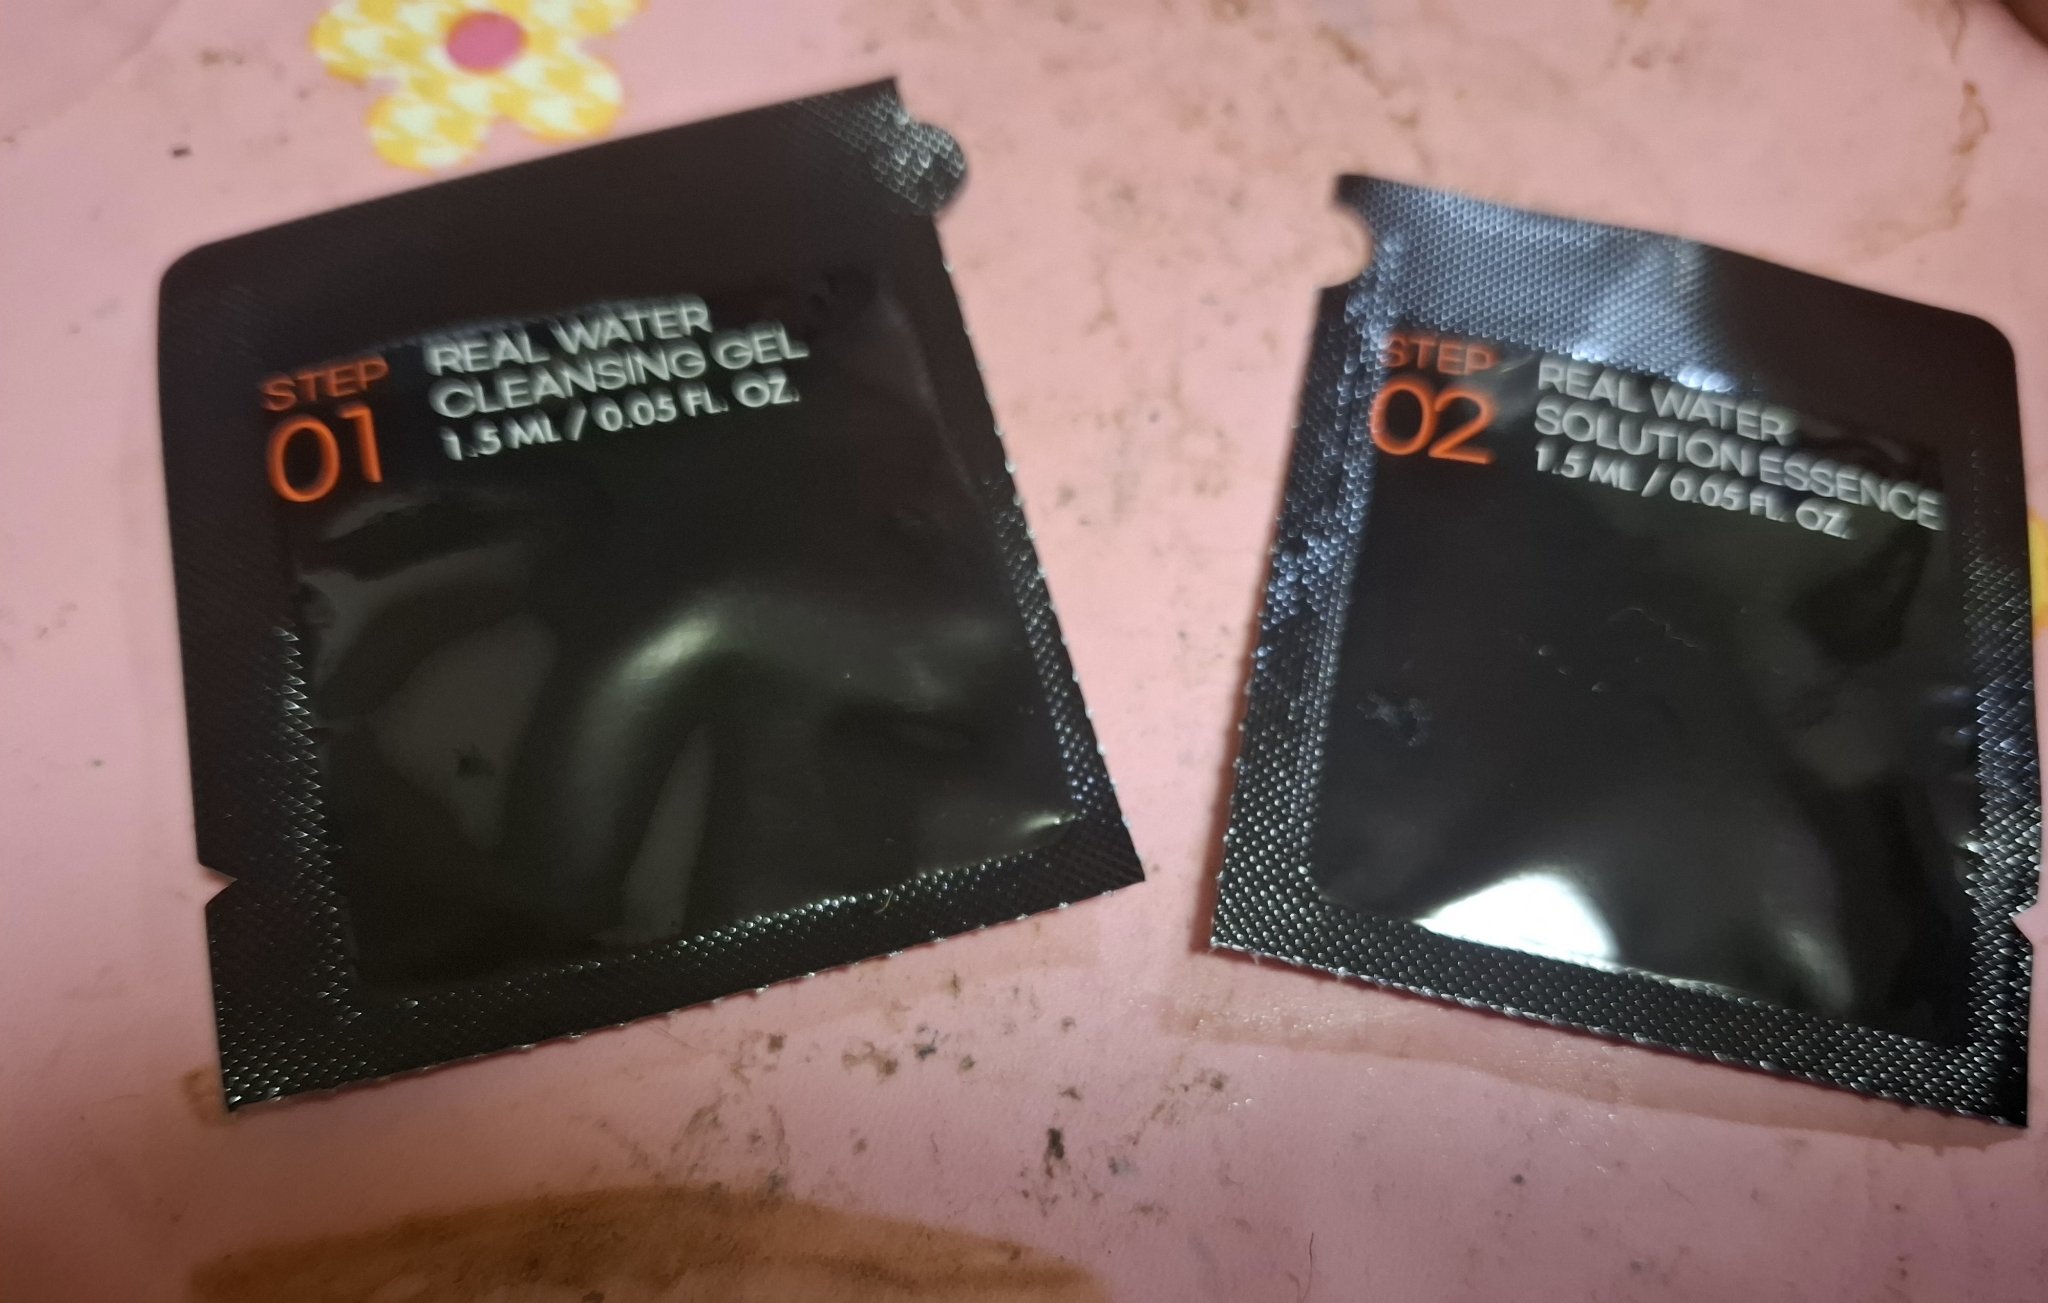 STEP
01
REAL WATER
CLEANSING GEL
1.5 ML / 0.05 FL. OZ.
STEP
02
REAL WATER
SOLUTION ESSENCE
1.5 ML / 0.05 FL. OZ.